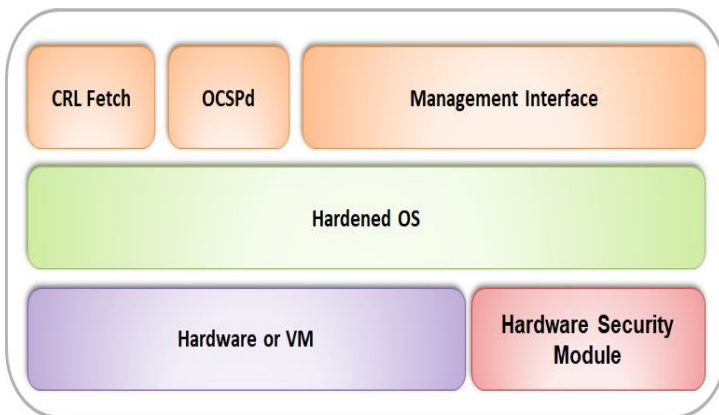 CRL Fetch
OCSPd
Management Interface
Hardened OS
Hardware or VM
Hardware Security
Module